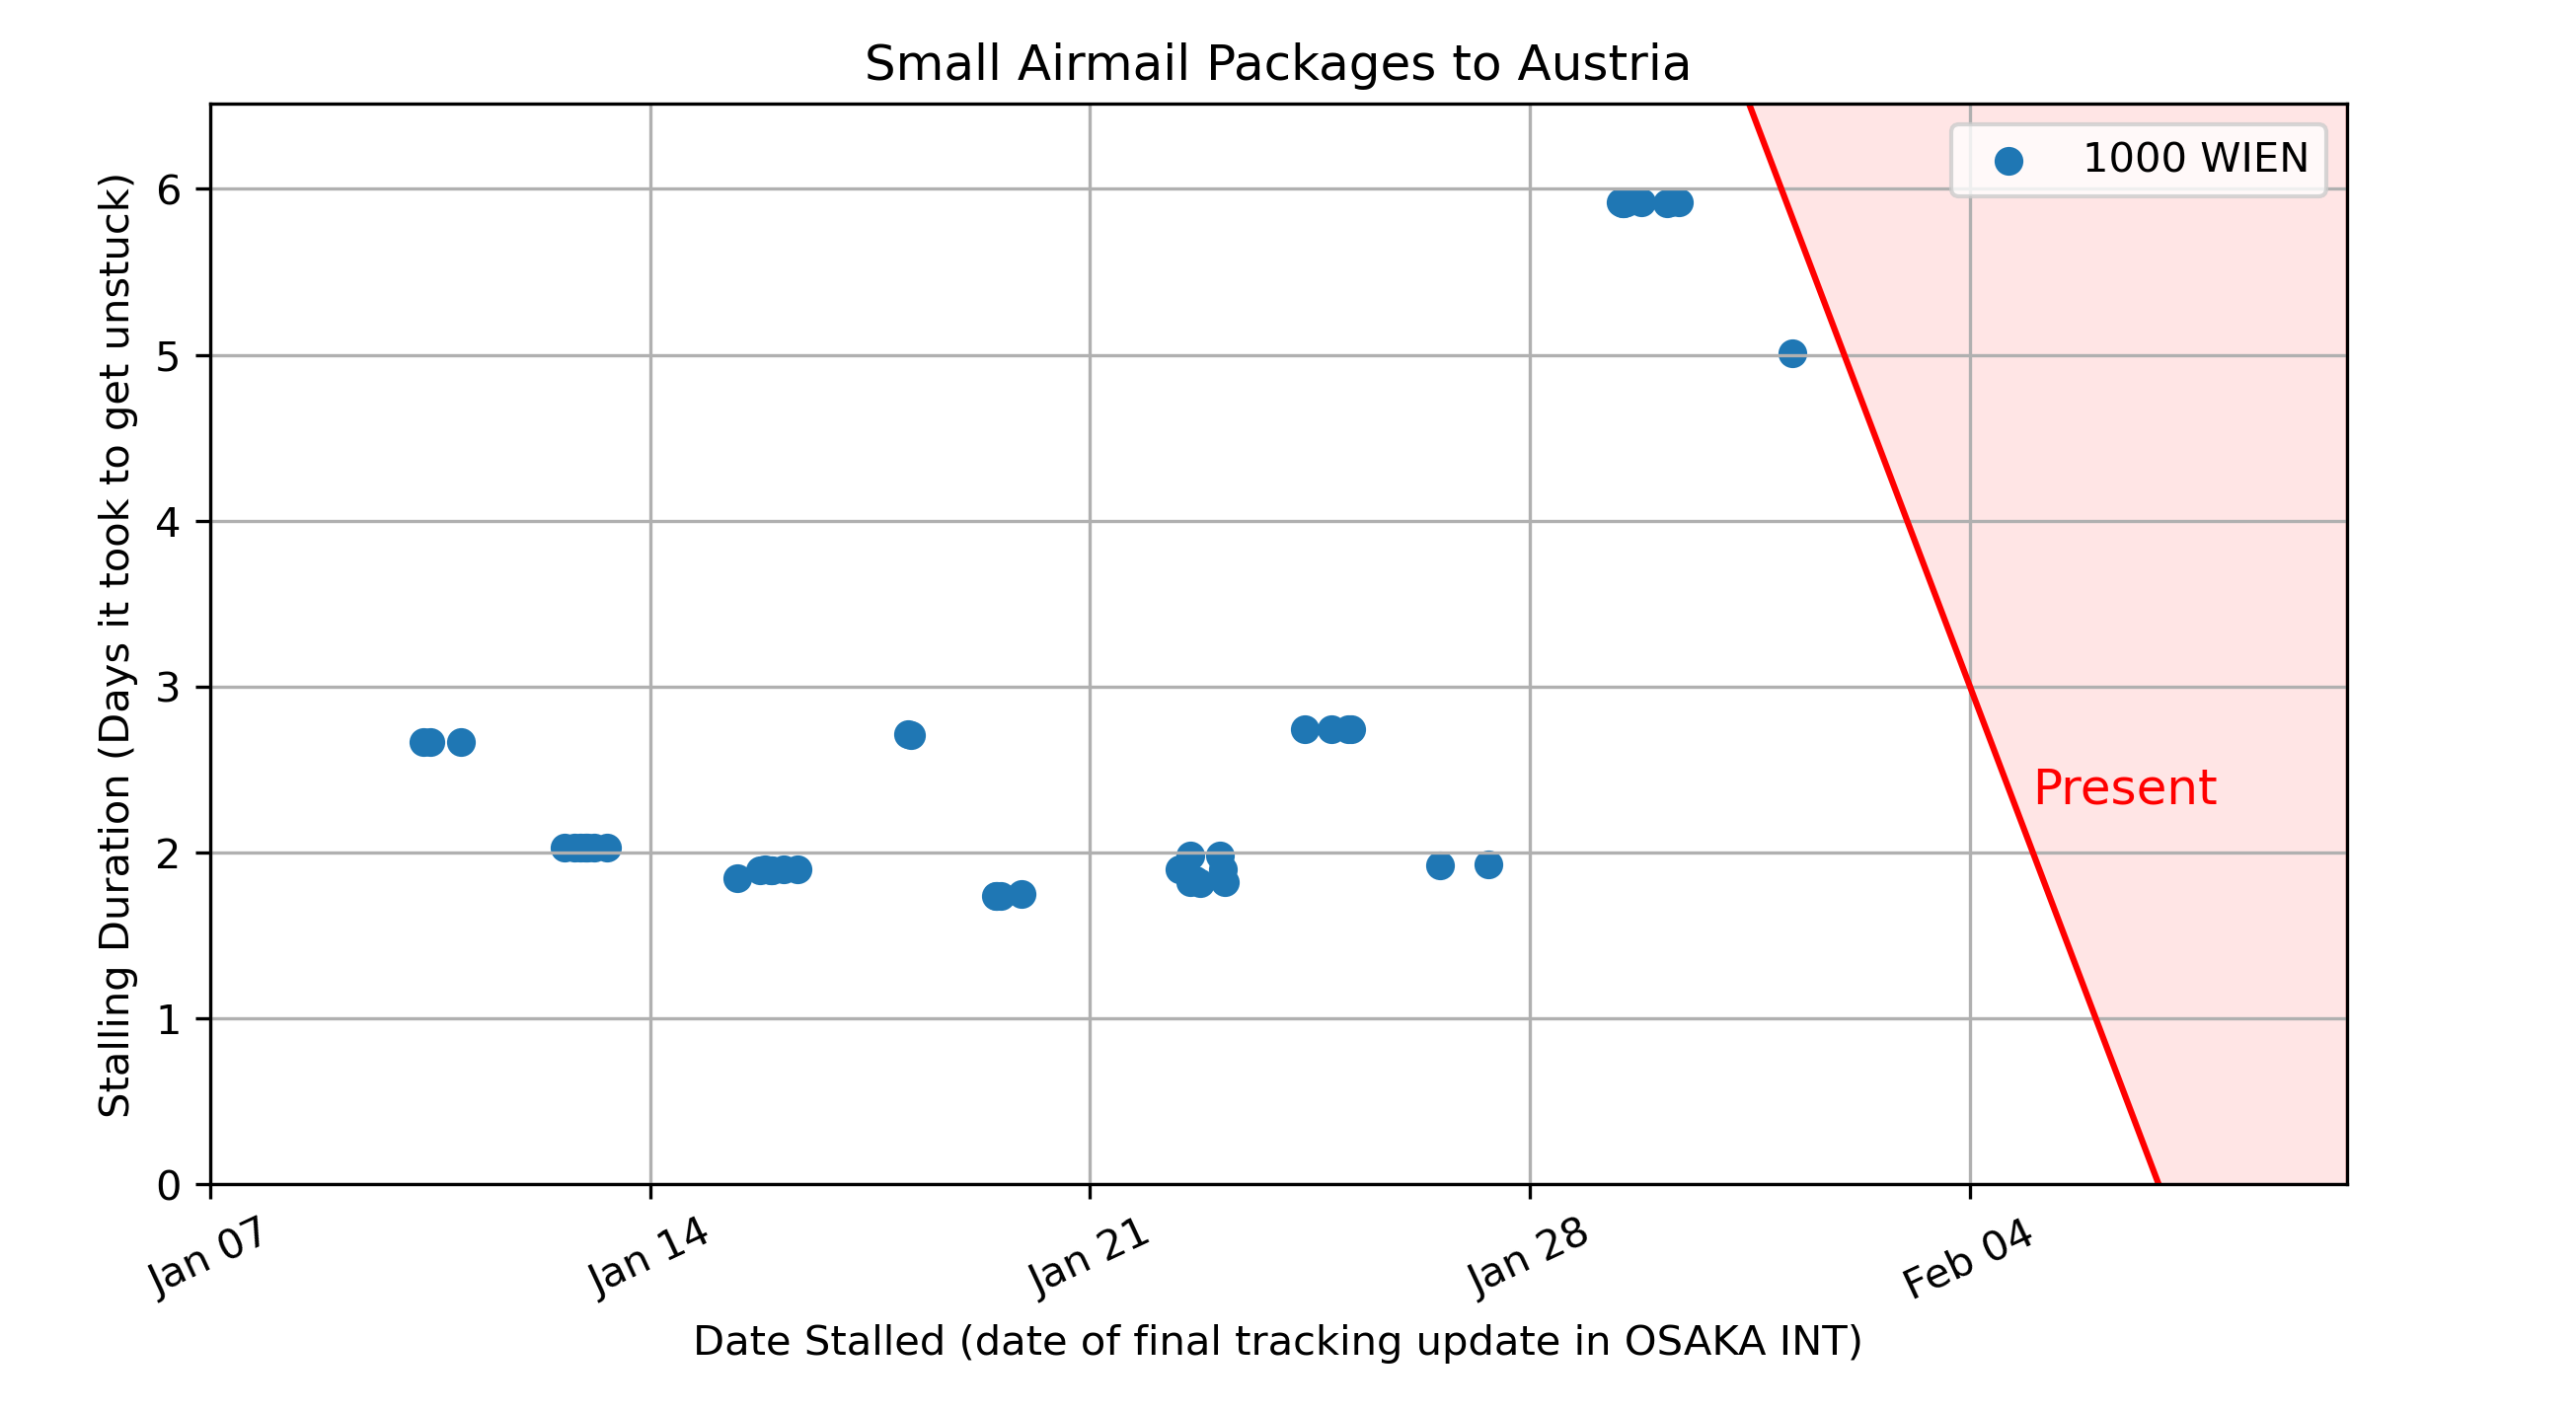 Small Airmail Packages to Austria
1000 WIEN
Stalling Duration (Days it took to get unstuck)
6
5
4
3
2
1
0
Present
Jan 07
Jan 14
Jan 21
Jan 28
Feb 04
Date Stalled (date of final tracking update in OSAKA INT)